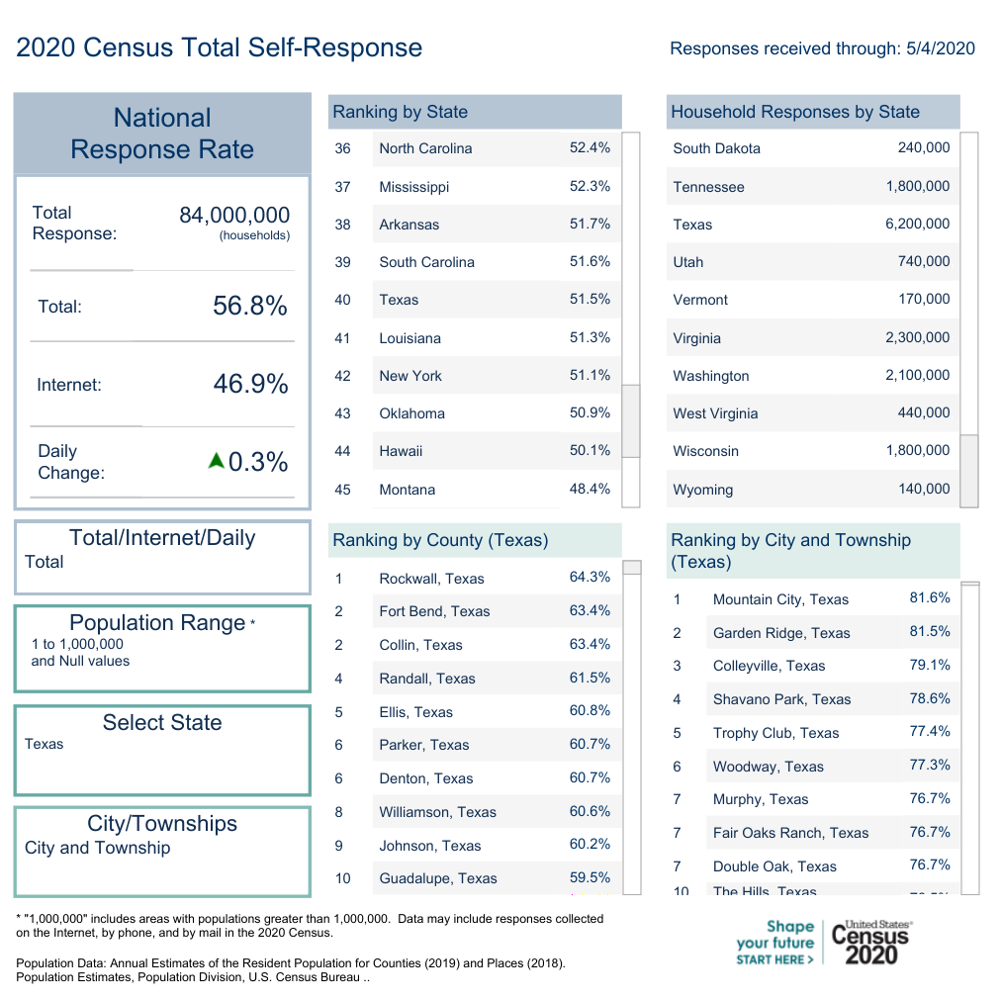 2020 Census Total Self-Response
Responses received through: 5/4/2020
National
Response Rate
Total
Response:
84,000,000
(households)
Total:
56.8%
Internet:
46.9%
Daily
Change:
0.3%
Total/Internet/Daily
Total
Population Range *
1 to 1,000,000
and Null values
Select State
Texas
City/Townships
City and Township
Ranking by State
36 North Carolina 52.4%
37 Mississippi 52.3%
38 Arkansas 51.7%
39 South Carolina 51.6%
40 Texas 51.5%
41 Louisiana 51.3%
42 New York 51.1%
43 Oklahoma 50.9%
44 Hawaii 50.1%
45 Montana 48.4%
Household Responses by State
South Dakota 240,000
Tennessee 1,800,000
Texas 6,200,000
Utah 740,000
Vermont 170,000
Virginia 2,300,000
Washington 2,100,000
West Virginia 440,000
Wisconsin 1,800,000
Wyoming 140,000
Ranking by County (Texas)
1 Rockwall, Texas 64.3%
2 Fort Bend, Texas 63.4%
2 Collin, Texas 63.4%
4 Randall, Texas 61.5%
5 Ellis, Texas 60.8%
6 Parker, Texas 60.7%
6 Denton, Texas 60.7%
8 Williamson, Texas 60.6%
9 Johnson, Texas 60.2%
10 Guadalupe, Texas 59.5%
Ranking by City and Township
(Texas)
1 Mountain City, Texas 81.6%
2 Garden Ridge, Texas 81.5%
3 Colleyville, Texas 79.1%
4 Shavano Park, Texas 78.6%
5 Trophy Club, Texas 77.4%
6 Woodway, Texas 77.3%
7 Murphy, Texas 76.7%
7 Fair Oaks Ranch, Texas 76.7%
7 Double Oak, Texas 76.7%
10 The Hills, Texas
* "1,000,000" includes areas with populations greater than 1,000,000.  Data may include responses collected
on the Internet, by phone, and by mail in the 2020 Census.
Population Data: Annual Estimates of the Resident Population for Counties (2019) and Places (2018).
Population Estimates, Population Division, U.S. Census Bureau ..
Shape
your future
START HERE >
United States®
Census
2020